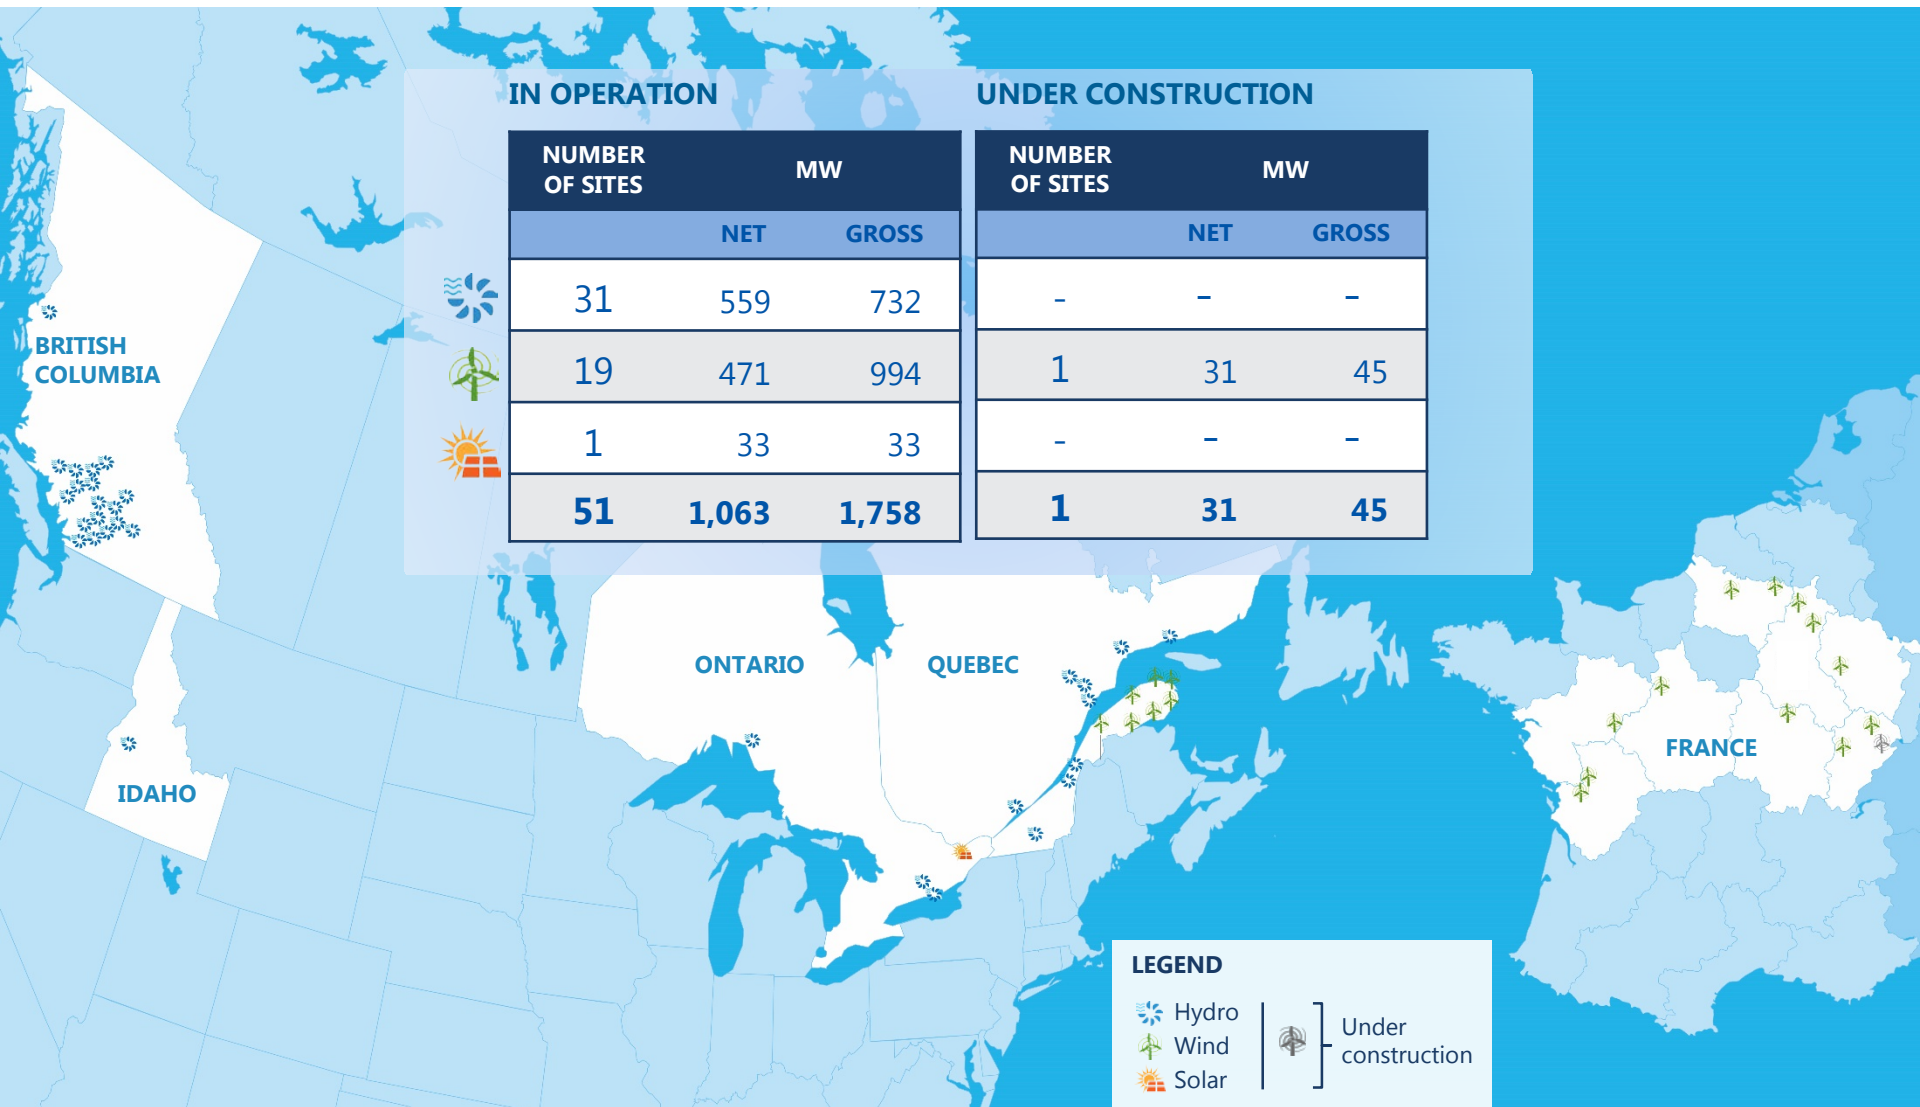 IN OPERATION
UNDER CONSTRUCTION
NUMBER
OF SITES
MW
NET GROSS
31 559 732
19 471 994
1 33 33
51 1,063 1,758
NUMBER
OF SITES
MW
NET GROSS
- - -
1 31 45
- - -
1 31 45
BRITISH
COLUMBIA
IDAHO
ONTARIO
QUEBEC
FRANCE
LEGEND
Hydro
Wind
Solar
Under
construction